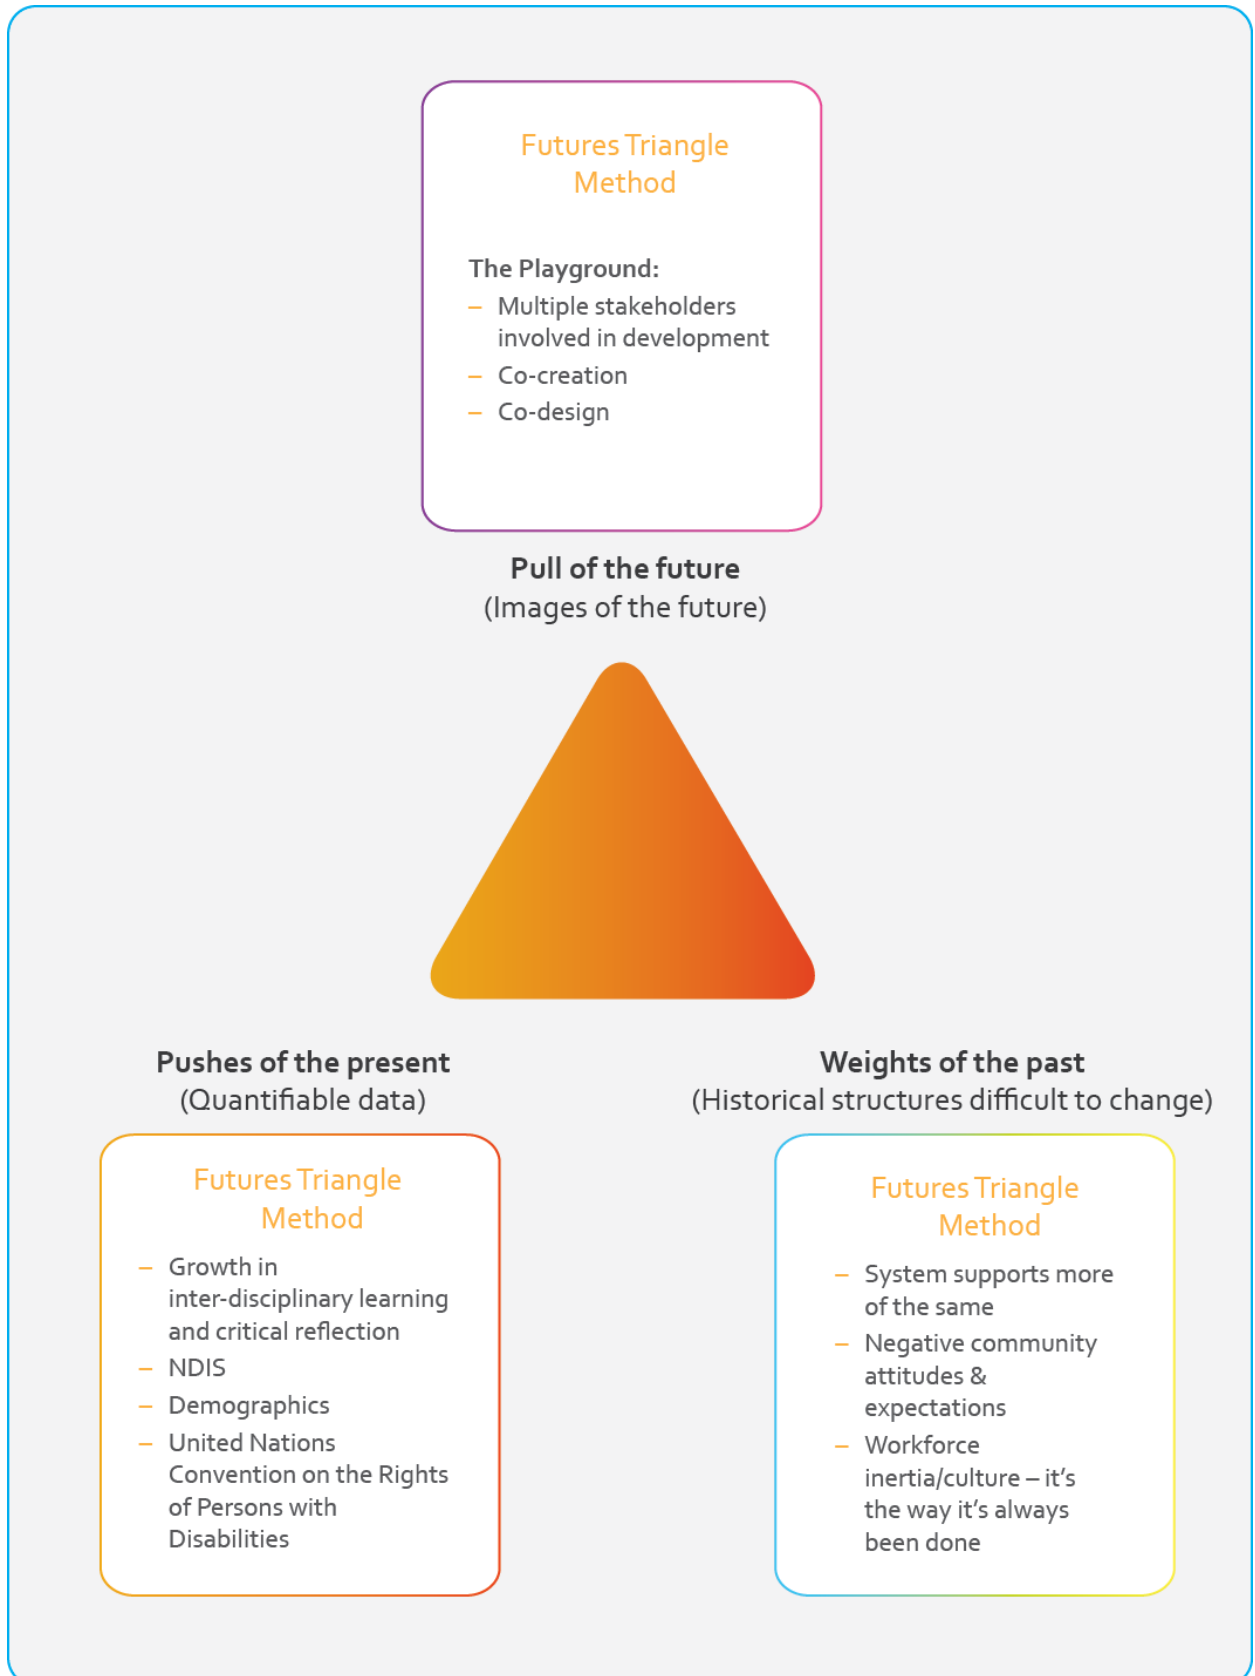 Futures Triangle
Method
The Playground:
– Multiple stakeholders
involved in development
– Co-creation
– Co-design
Pull of the future
(Images of the future)
Pushes of the present
(Quantifiable data)
Futures Triangle
Method
– Growth in
inter-disciplinary learning
and critical reflection
– NDIS
– Demographics
– United Nations
Convention on the Rights
of Persons with
Disabilities
Weights of the past
(Historical structures difficult to change)
Futures Triangle
Method
– System supports more
of the same
– Negative community
attitudes &
expectations
– Workforce
inertia/culture – it's
the way it's always
been done